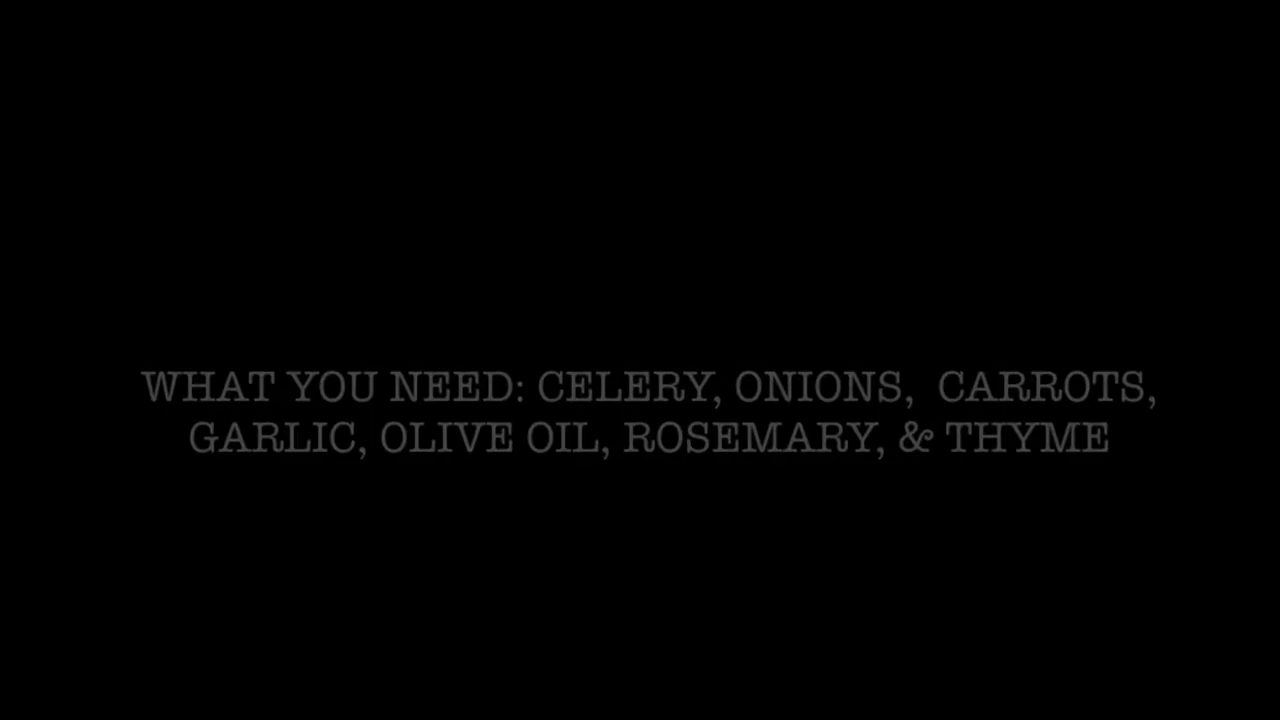 WHAT YOU NEED: CELERY, ONIONS,  CARROTS,
GARLIC, OLIVE OIL, ROSEMARY, & THYME